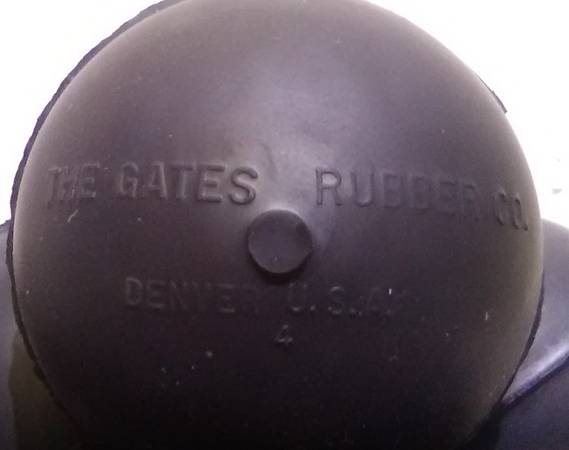 THE GATES RUBBER CO.
DENVER U.S.A.
4